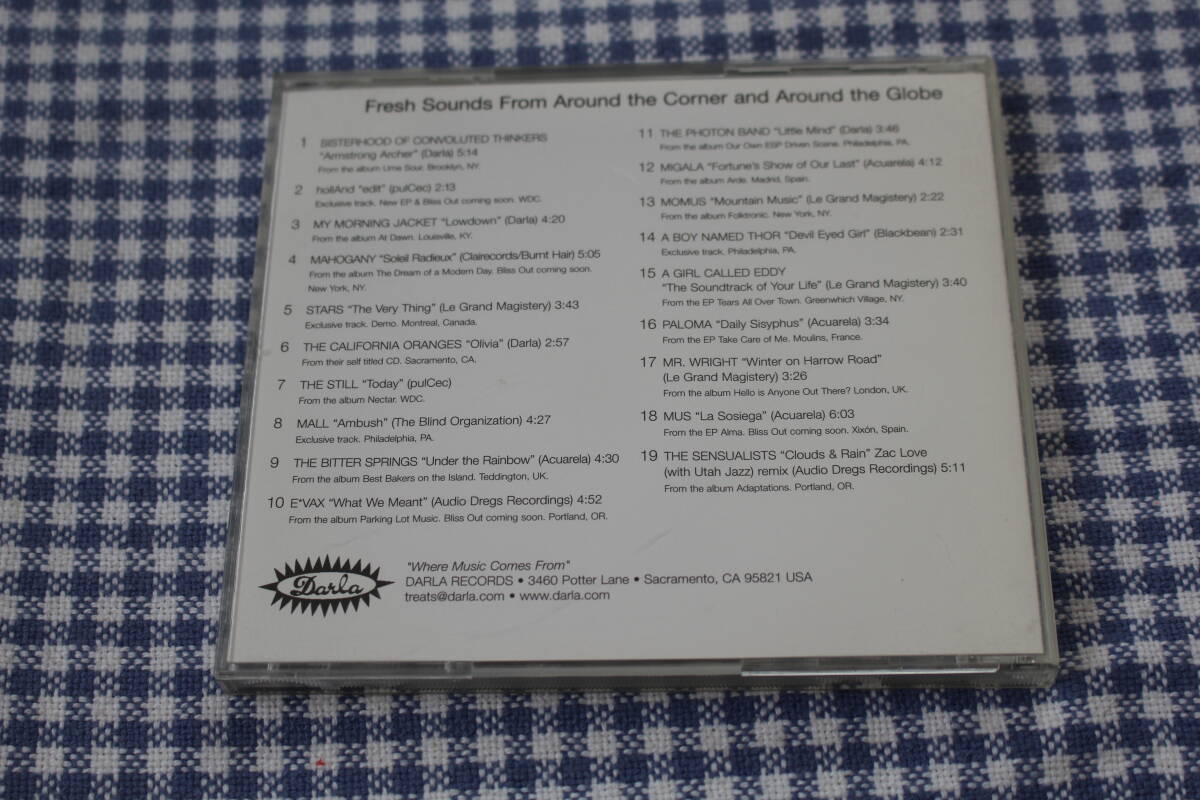 Fresh Sounds From Around the Corner and Around the Globe
1 SISTERHOOD OF CONVOLUTED THINKERS
"Armstrong Archer" (Darla) 5:14
From the album Ume Sour. Brooklyn, NY.
2 hollAnd "edit" (pulCec) 2:13
Exclusive track. New EP & Bliss Out coming soon. WDC.
3 MY MORNING JACKET "Lowdown" (Darla) 4:20
From the album At Dawn. Louisville, KY.
4 MAHOGANY "Soleil Radieux" (Clairecords/Burnt Hair) 5:05
From the album The Dream of a Modern Day. Bliss Out coming soon.
New York, NY.
5 STARS "The Very Thing" (Le Grand Magistery) 3:43
Exclusive track. Demo. Montreal, Canada.
6 THE CALIFORNIA ORANGES "Olivia" (Darla) 2:57
From their self titled CD. Sacramento, CA.
7 THE STILL "Today" (pulCec)
From the album Nectar. WDC.
8 MALL "Ambush" (The Blind Organization) 4:27
Exclusive track. Philadelphia, PA.
9 THE BITTER SPRINGS "Under the Rainbow" (Acuarela) 4:30
From the album Best Bakers on the Island. Teddington, UK.
10 E*VAX "What We Meant" (Audio Dregs Recordings) 4:52
From the album Parking Lot Music. Bliss Out coming soon. Portland, OR.
11 THE PHOTON BAND "Little Mind" (Darla) 3:46
From the album Our Own ESP Driven Scene. Philadelphia, PA.
12 MIGALA "Fortune's Show of Our Last" (Acuarela) 4:12
From the album Arde. Madrid, Spain.
13 MOMUS "Mountain Music" (Le Grand Magistery) 2:22
From the album Folktronic. New York, NY.
14 A BOY NAMED THOR "Devil Eyed Girl" (Blackbean) 2:31
Exclusive track. Philadelphia, PA.
15 A GIRL CALLED EDDY
"The Soundtrack of Your Life" (Le Grand Magistery) 3:40
From the EP Tears All Over Town. Greenwhich Village, NY.
16 PALOMA "Daily Sisyphus" (Acuarela) 3:34
From the EP Take Care of Me. Moulins, France.
17 MR. WRIGHT "Winter on Harrow Road"
(Le Grand Magistery) 3:26
From the album Hello is Anyone Out There? London, UK.
18 MUS "La Sosiega" (Acuarela) 6:03
From the EP Alma. Bliss Out coming soon. Xixón, Spain.
19 THE SENSUALISTS "Clouds & Rain" Zac Love
(with Utah Jazz) remix (Audio Dregs Recordings) 5:11
From the album Adaptations. Portland, OR.
Darla
"Where Music Comes From"
DARLA RECORDS • 3460 Potter Lane • Sacramento, CA 95821 USA
treats@darla.com • www.darla.com